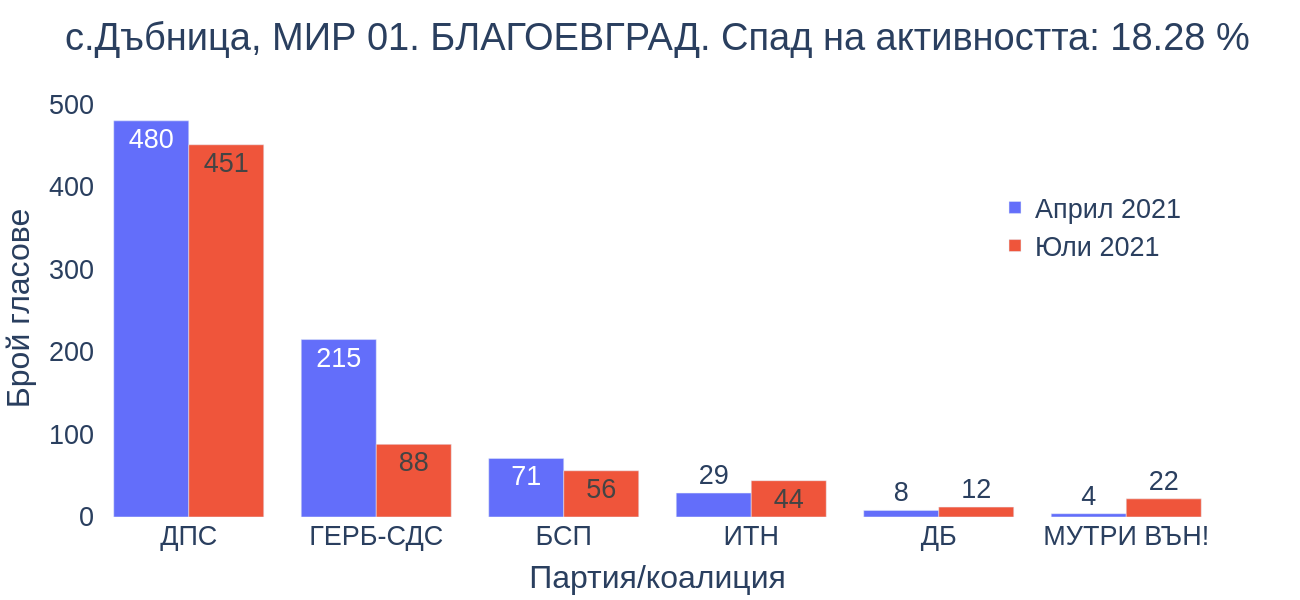 с.Дъбница, МИР 01. БЛАГОЕВГРАД. Спад на активността: 18.28 %
Брой гласове
500
400
300
200
100
0
480
451
215
88
71
56
29
44
8
12
4
22
Април 2021
Юли 2021
ДПС
ГЕРБ-СДС
БСП
ИТН
ДБ
МУТРИ ВЪН!
Партия/коалиция